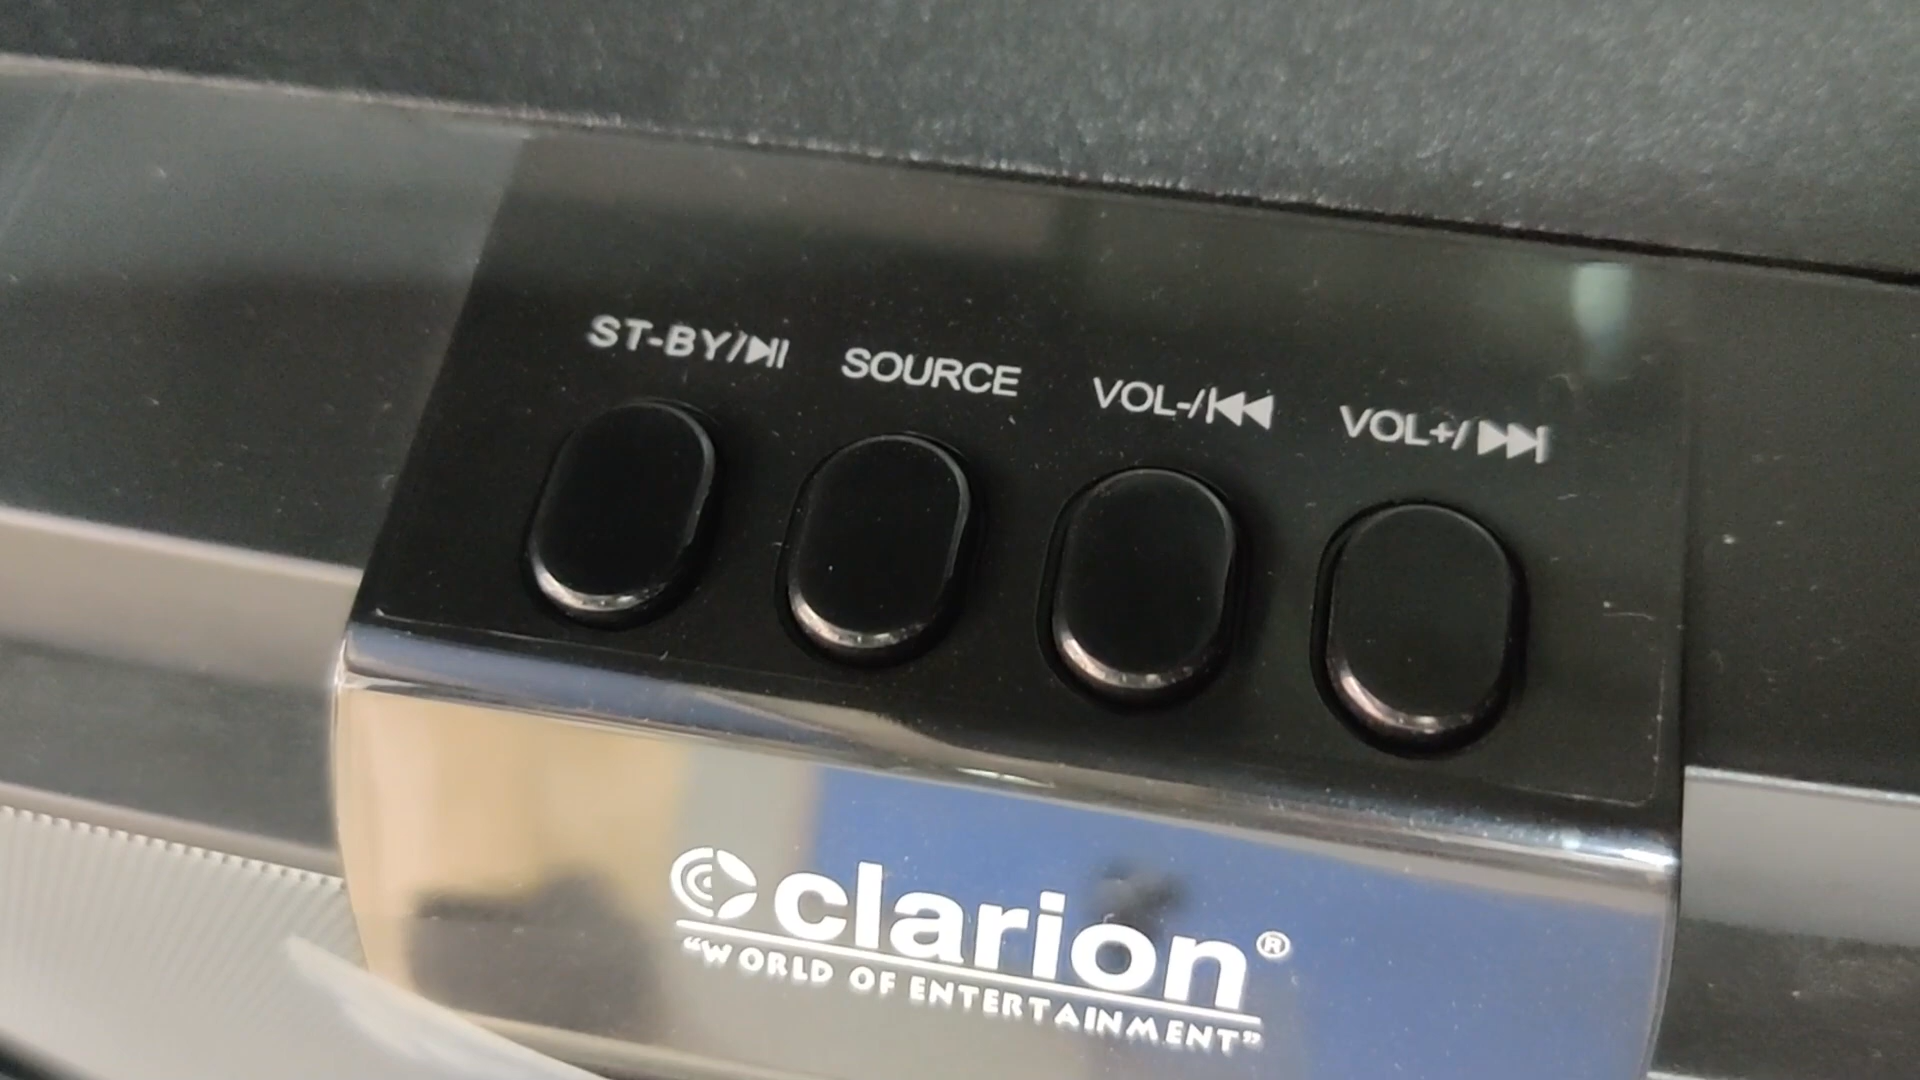 ST-BY/⏯
SOURCE
VOL-/⏮
VOL+/⏭
clarion®
"WORLD OF ENTERTAINMENT"